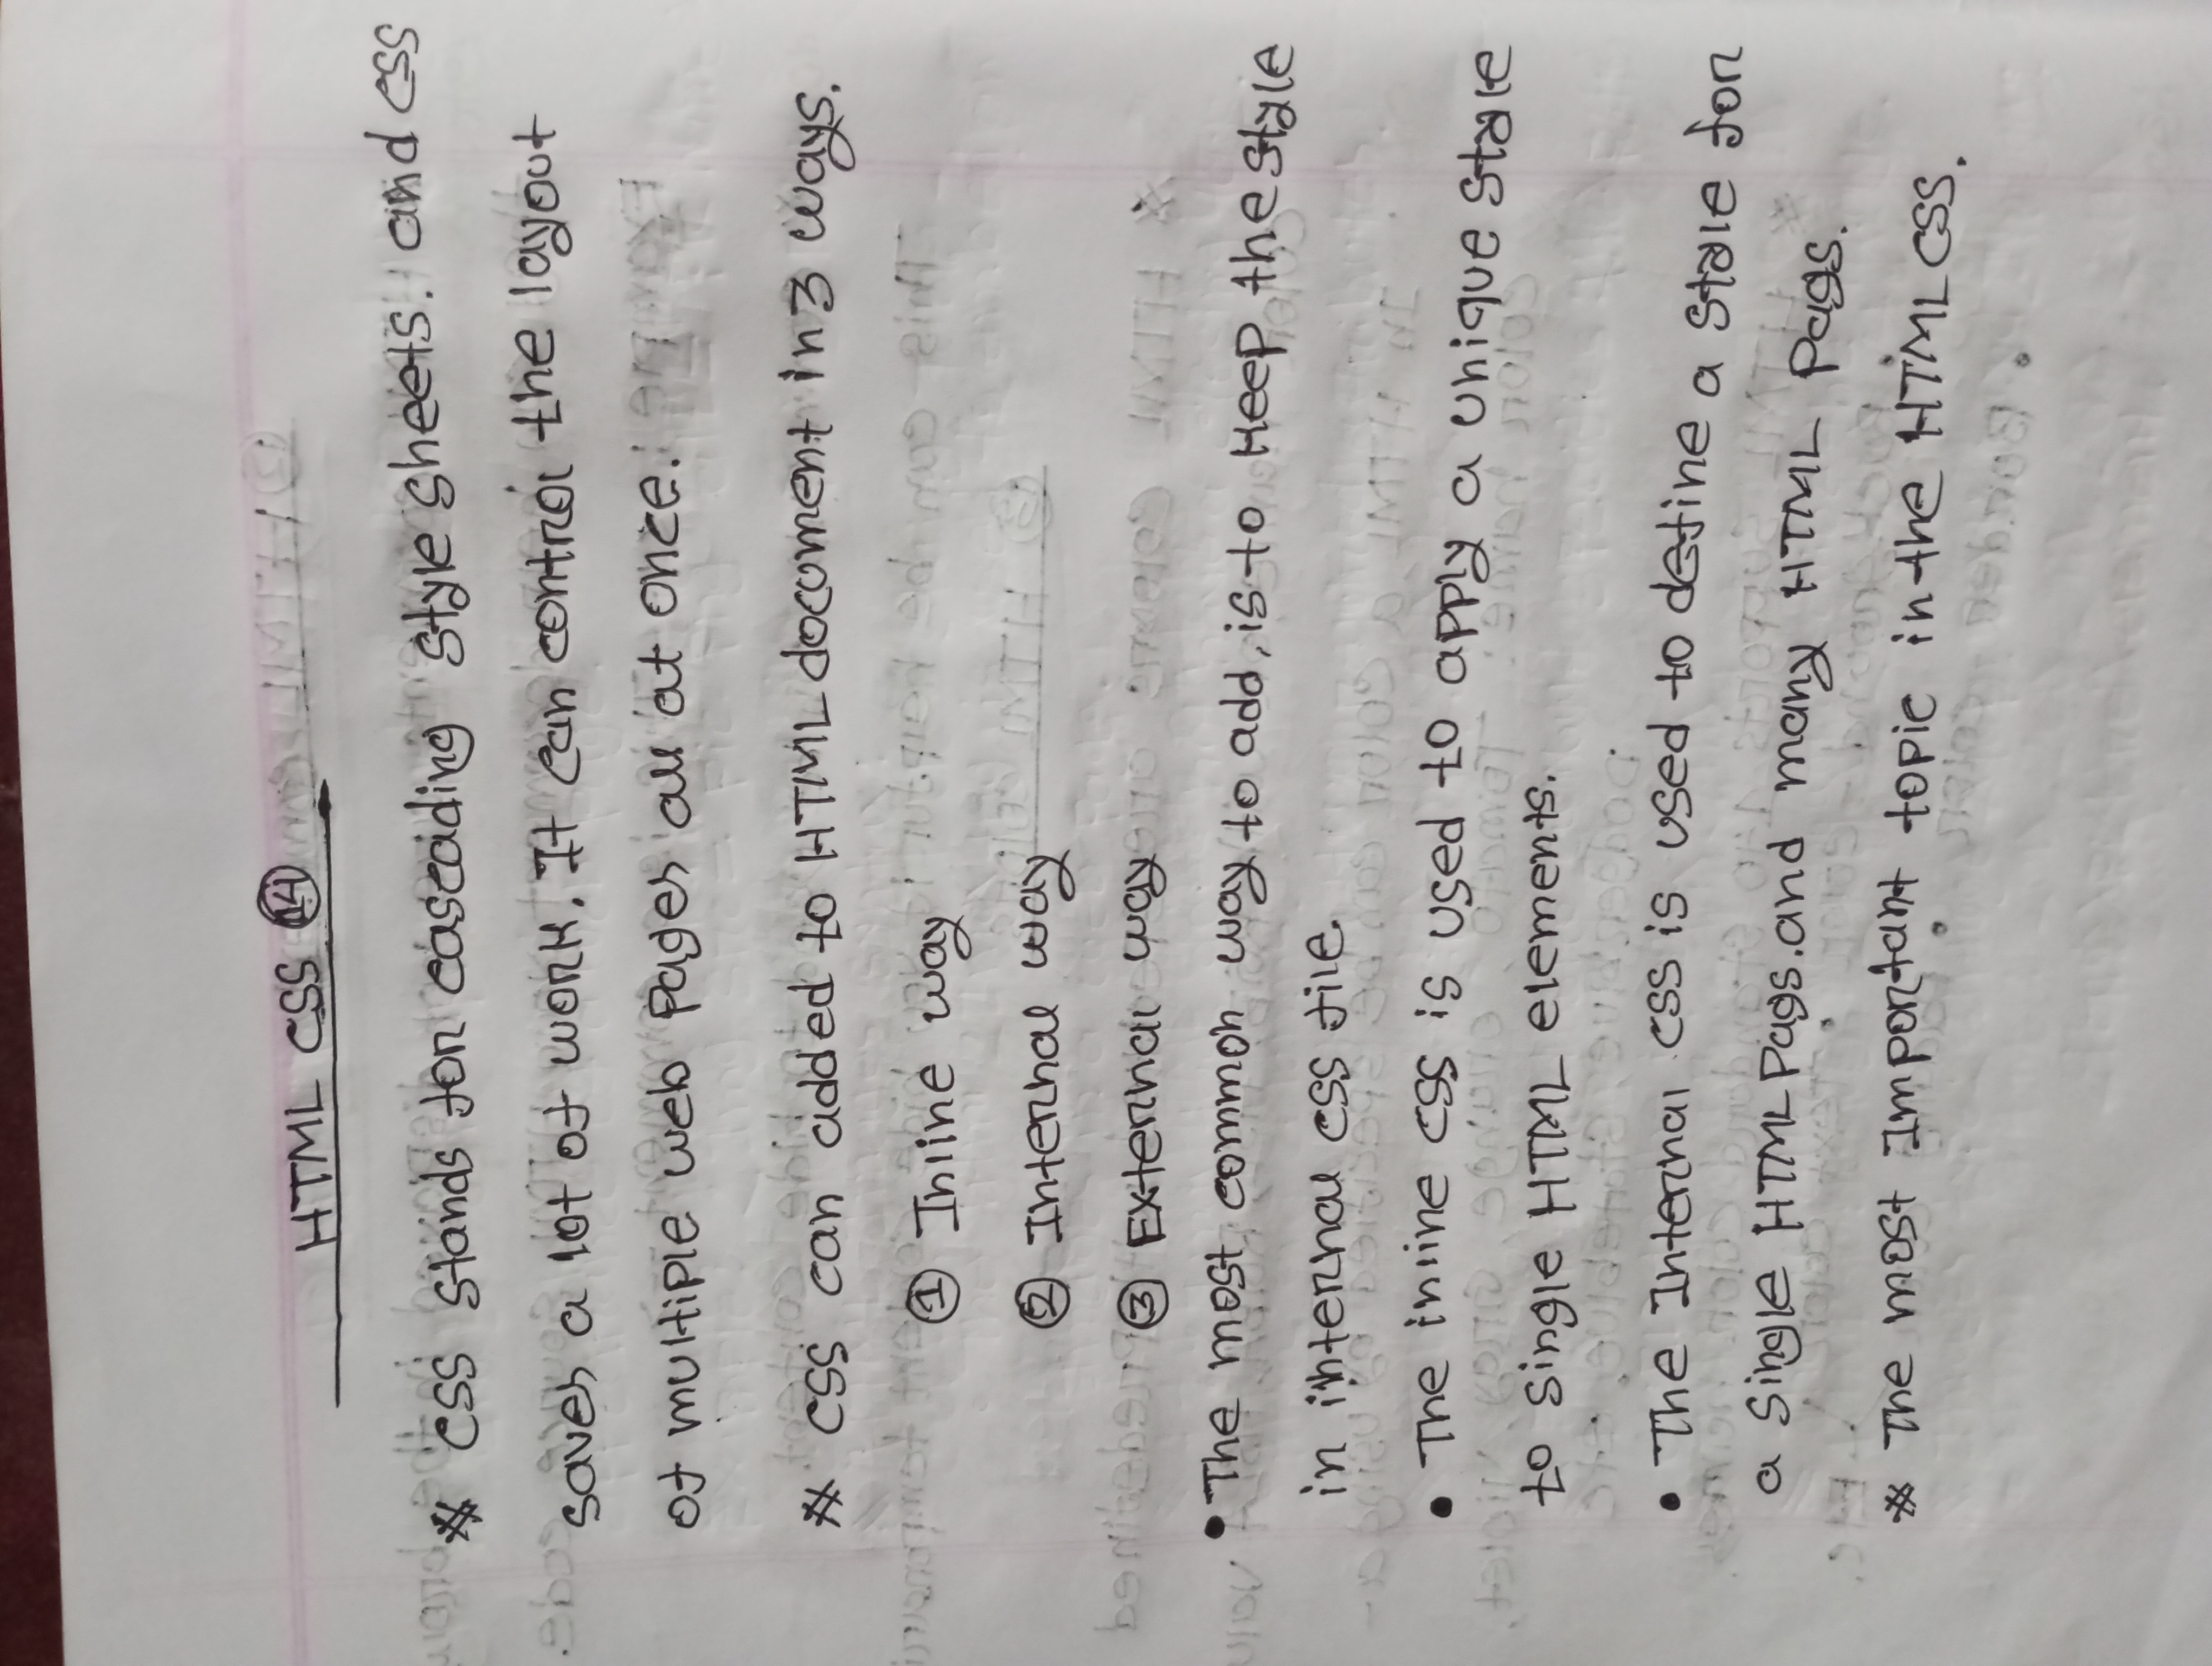 HTML CSS 14
* CSS stands for cascading style sheets. and CSS
saves a lot of work. It can control the layout
of multiple web pages all at once.
* CSS can added to HTML document in 3 ways.
1 Inline way
2 Internal way
3 External way
• The most common way to add, is to Keep the style
in internal css file.
• The inline CSS is used to apply a unique style
to single HTML elements.
• The Internal CSS is used to define a style for
a single HTML Pags. and many HTML Pags.
* The most Important topic in the HTML CSS.